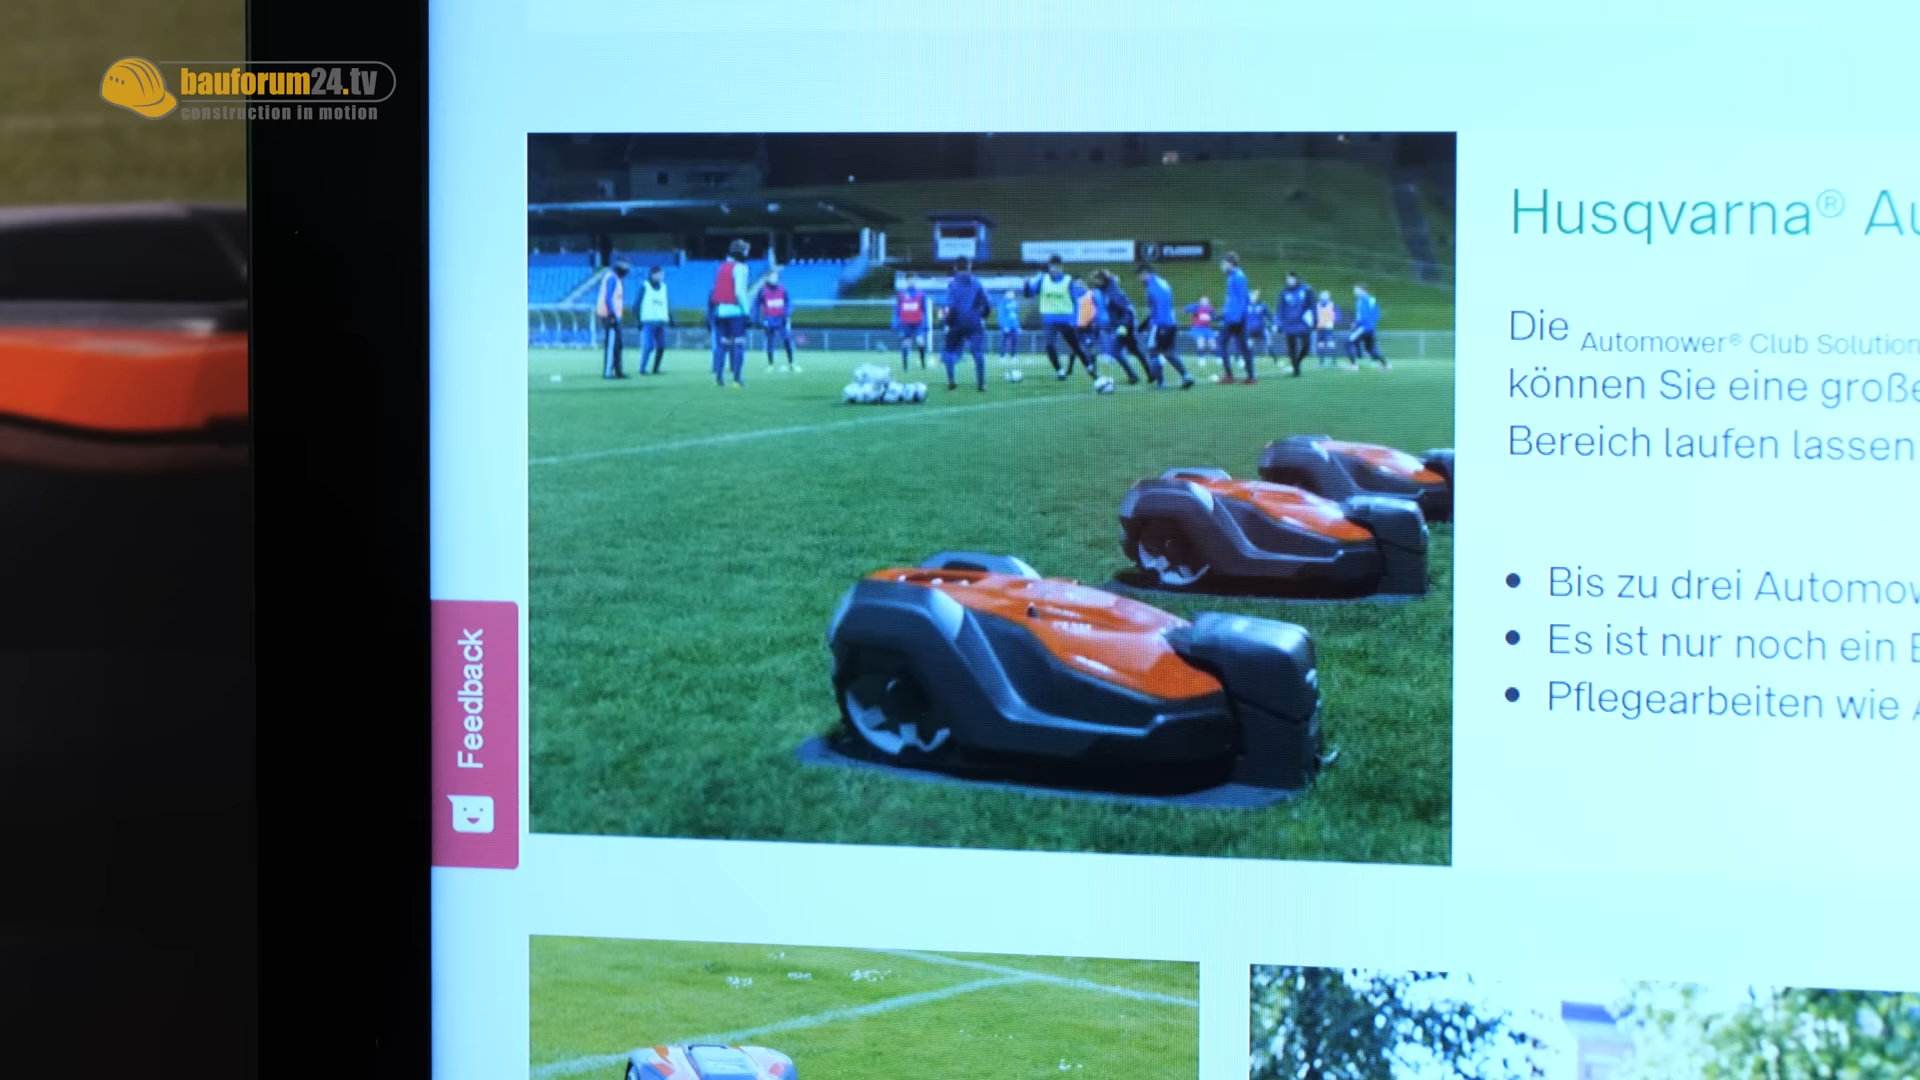 bauforum24.tv
construction in motion
Husqvarna® Au
Die Automower® Club Solution
können Sie eine große
Bereich laufen lassen
• Bis zu drei Automow
• Es ist nur noch ein E
• Pflegearbeiten wie A
Feedback